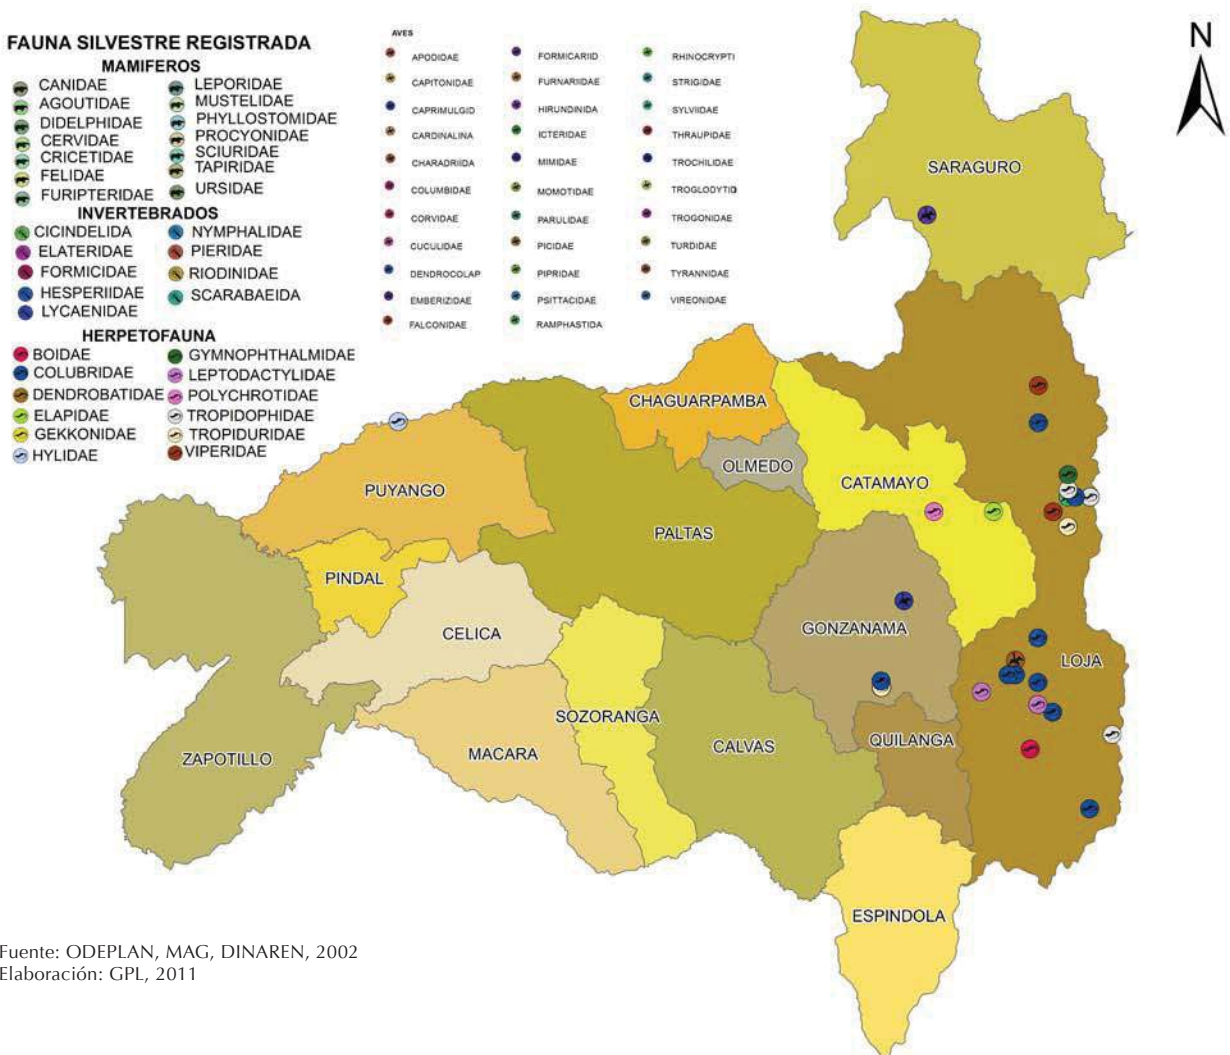 FAUNA SILVESTRE REGISTRADA
MAMIFEROS
CANIDAE
AGOUTIDAE
DIDELPHIDAE
CERVIDAE
CRICETIDAE
FELIDAE
FURIPTERIDAE
LEPORIDAE
MUSTELIDAE
PHYLLOSTOMIDAE
PROCYONIDAE
SCIURIDAE
TAPIRIDAE
URSIDAE
INVERTEBRADOS
CICINDELIDA
ELATERIDAE
FORMICIDAE
HESPERIIDAE
LYCAENIDAE
NYMPHALIDAE
PIERIDAE
RIODINIDAE
SCARABAEIDA
HERPETOFAUNA
BOIDAE
COLUBRIDAE
DENDROBATIDAE
ELAPIDAE
GEKKONIDAE
HYLIDAE
GYMNOPHTHALMIDAE
LEPTODACTYLIDAE
POLYCHROTIDAE
TROPIDOPHIDAE
TROPIDURIDAE
VIPERIDAE
AVES
APODIDAE
CAPITONIDAE
CAPRIMULGID
CARDINALINA
CHARADRIIDA
COLUMBIDAE
CORVIDAE
CUCULIDAE
DENDROCOLAP
EMBERIZIDAE
FALCONIDAE
FORMICARIID
FURNARIIDAE
HIRUNDINIDA
ICTERIDAE
MIMIDAE
MOMOTIDAE
PARULIDAE
PICIDAE
PIPRIDAE
PSITTACIDAE
RAMPHASTIDA
RHINOCRYPTI
STRIGIDAE
SYLVIIDAE
THRAUPIDAE
TROCHILIDAE
TROGLODYTID
TROGONIDAE
TURDIDAE
TYRANNIDAE
VIREONIDAE
N
SARAGURO
CHAGUARPAMBA
OLMEDO
CATAMAYO
PUYANGO
PALTAS
PINDAL
CELICA
GONZANAMA
LOJA
SOZORANGA
ZAPOTILLO
MACARA
CALVAS
QUILANGA
ESPINDOLA
Fuente: ODEPLAN, MAG, DINAREN, 2002
Elaboración: GPL, 2011